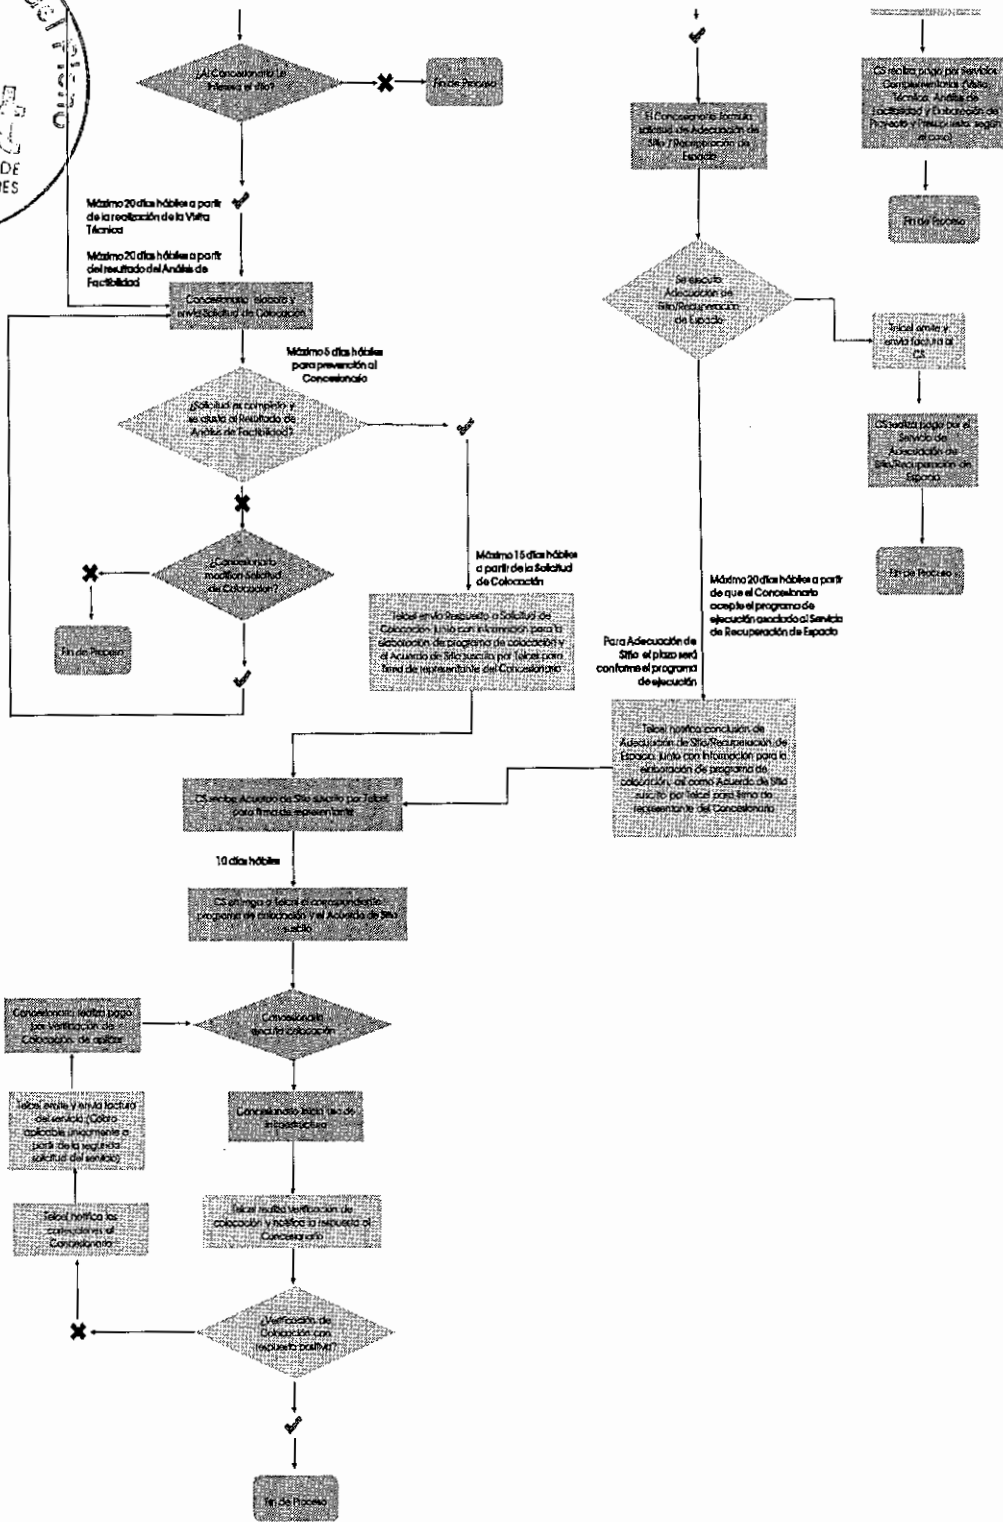 DE
ES
¿Al Concesionario Le
interesa el sitio?
Fin de Proceso
Máximo 20 días hábiles a partir
de la realización de la Visita
Técnica
Máximo 20 días hábiles a partir
del resultado del Análisis de
Factibilidad
Concesionario elabora y
envía Solicitud de Colocación
Máximo 5 días hábiles
para prevención al
Concesionario
¿Solicitud es completa y
se ajusta al Resultado de
Análisis de Factibilidad?
¿Concesionario
modifica Solicitud
de Colocación?
Fin de Proceso
Máximo 15 días hábiles
a partir de la Solicitud
de Colocación
Telcel envía Respuesta a Solicitud de
Colocación junto con información para la
elaboración de programa de colocación y
el Acuerdo de Sitio suscrito por Telcel para
firma de representante del Concesionario
El Concesionario formula
solicitud de Adecuación de
Sitio / Recuperación de
Espacio
Se ejecuta
Adecuación de
Sitio/Recuperación
de Espacio
Telcel emite y
envía factura al
CS
CS realiza pago por el
Servicio de
Adecuación de
Sitio/Recuperación de
Espacio
Fin de Proceso
CS realiza pago por Servicios
Complementarios (Visita
Técnica, Análisis de
Factibilidad y Elaboración de
Proyecto y Presupuesto, según
el caso)
Fin de Proceso
Máximo 20 días hábiles a partir
de que el Concesionario
acepte el programa de
ejecución asociado al Servicio
de Recuperación de Espacio
Para Adecuación de
Sitio el plazo será
conforme el programa
de ejecución
Telcel notifica conclusión de
Adecuación de Sitio/Recuperación de
Espacio junto con información para la
elaboración de programa de
colocación, así como Acuerdo de Sitio
suscrito por Telcel para firma de
representante del Concesionario
CS recibe Acuerdo de Sitio suscrito por Telcel
para firma de representante
10 días hábiles
CS entrega a Telcel el correspondiente
programa de colocación y el Acuerdo de Sitio
suscrito
Concesionario
ejecuta colocación
Concesionario realiza pago
por Verificación de
Colocación, de aplicar
Telcel emite y envía factura
del servicio (Cobro
aplicable únicamente a
partir de la segunda
solicitud del servicio)
Telcel notifica las
correcciones al
Concesionario
Concesionario inicia uso de
Infraestructura
Telcel realiza Verificación de
colocación y notifica la respuesta al
Concesionario
¿Verificación de
Colocación con
respuesta positiva?
Fin de Proceso